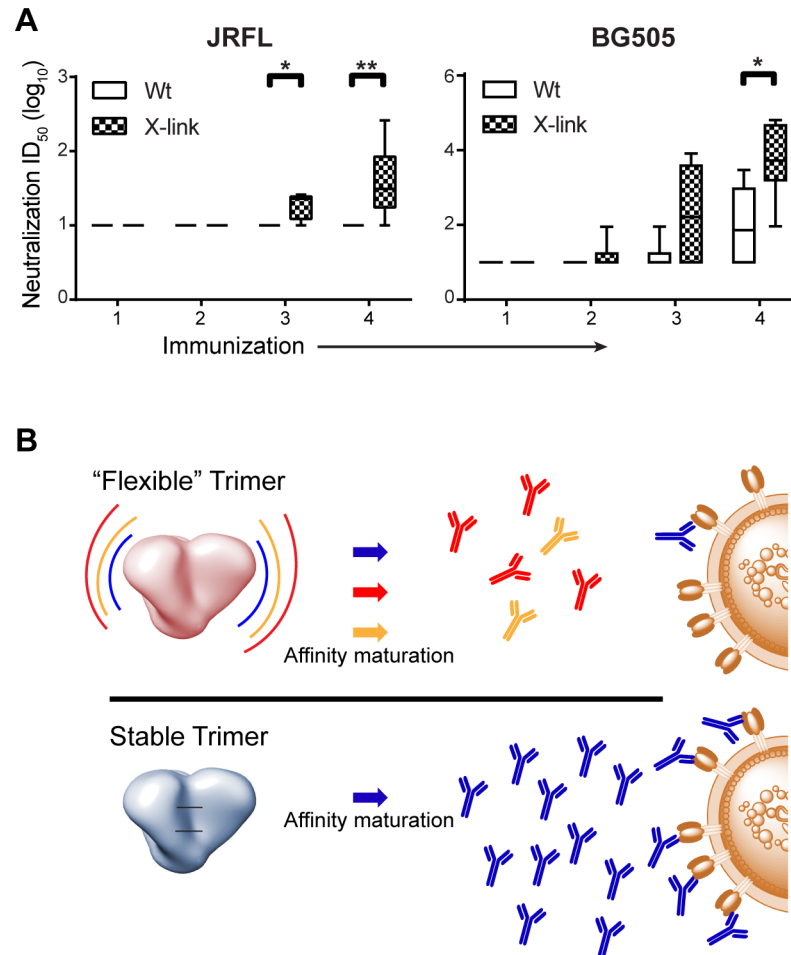 A
JRFL
BG505
Neutralization ID50 (log10)
3
2
1
0
Wt
X-link
*
**
1 2 3 4
6
4
2
0
Wt
X-link
*
1 2 3 4
Immunization
B
“Flexible” Trimer
Affinity maturation
Stable Trimer
Affinity maturation